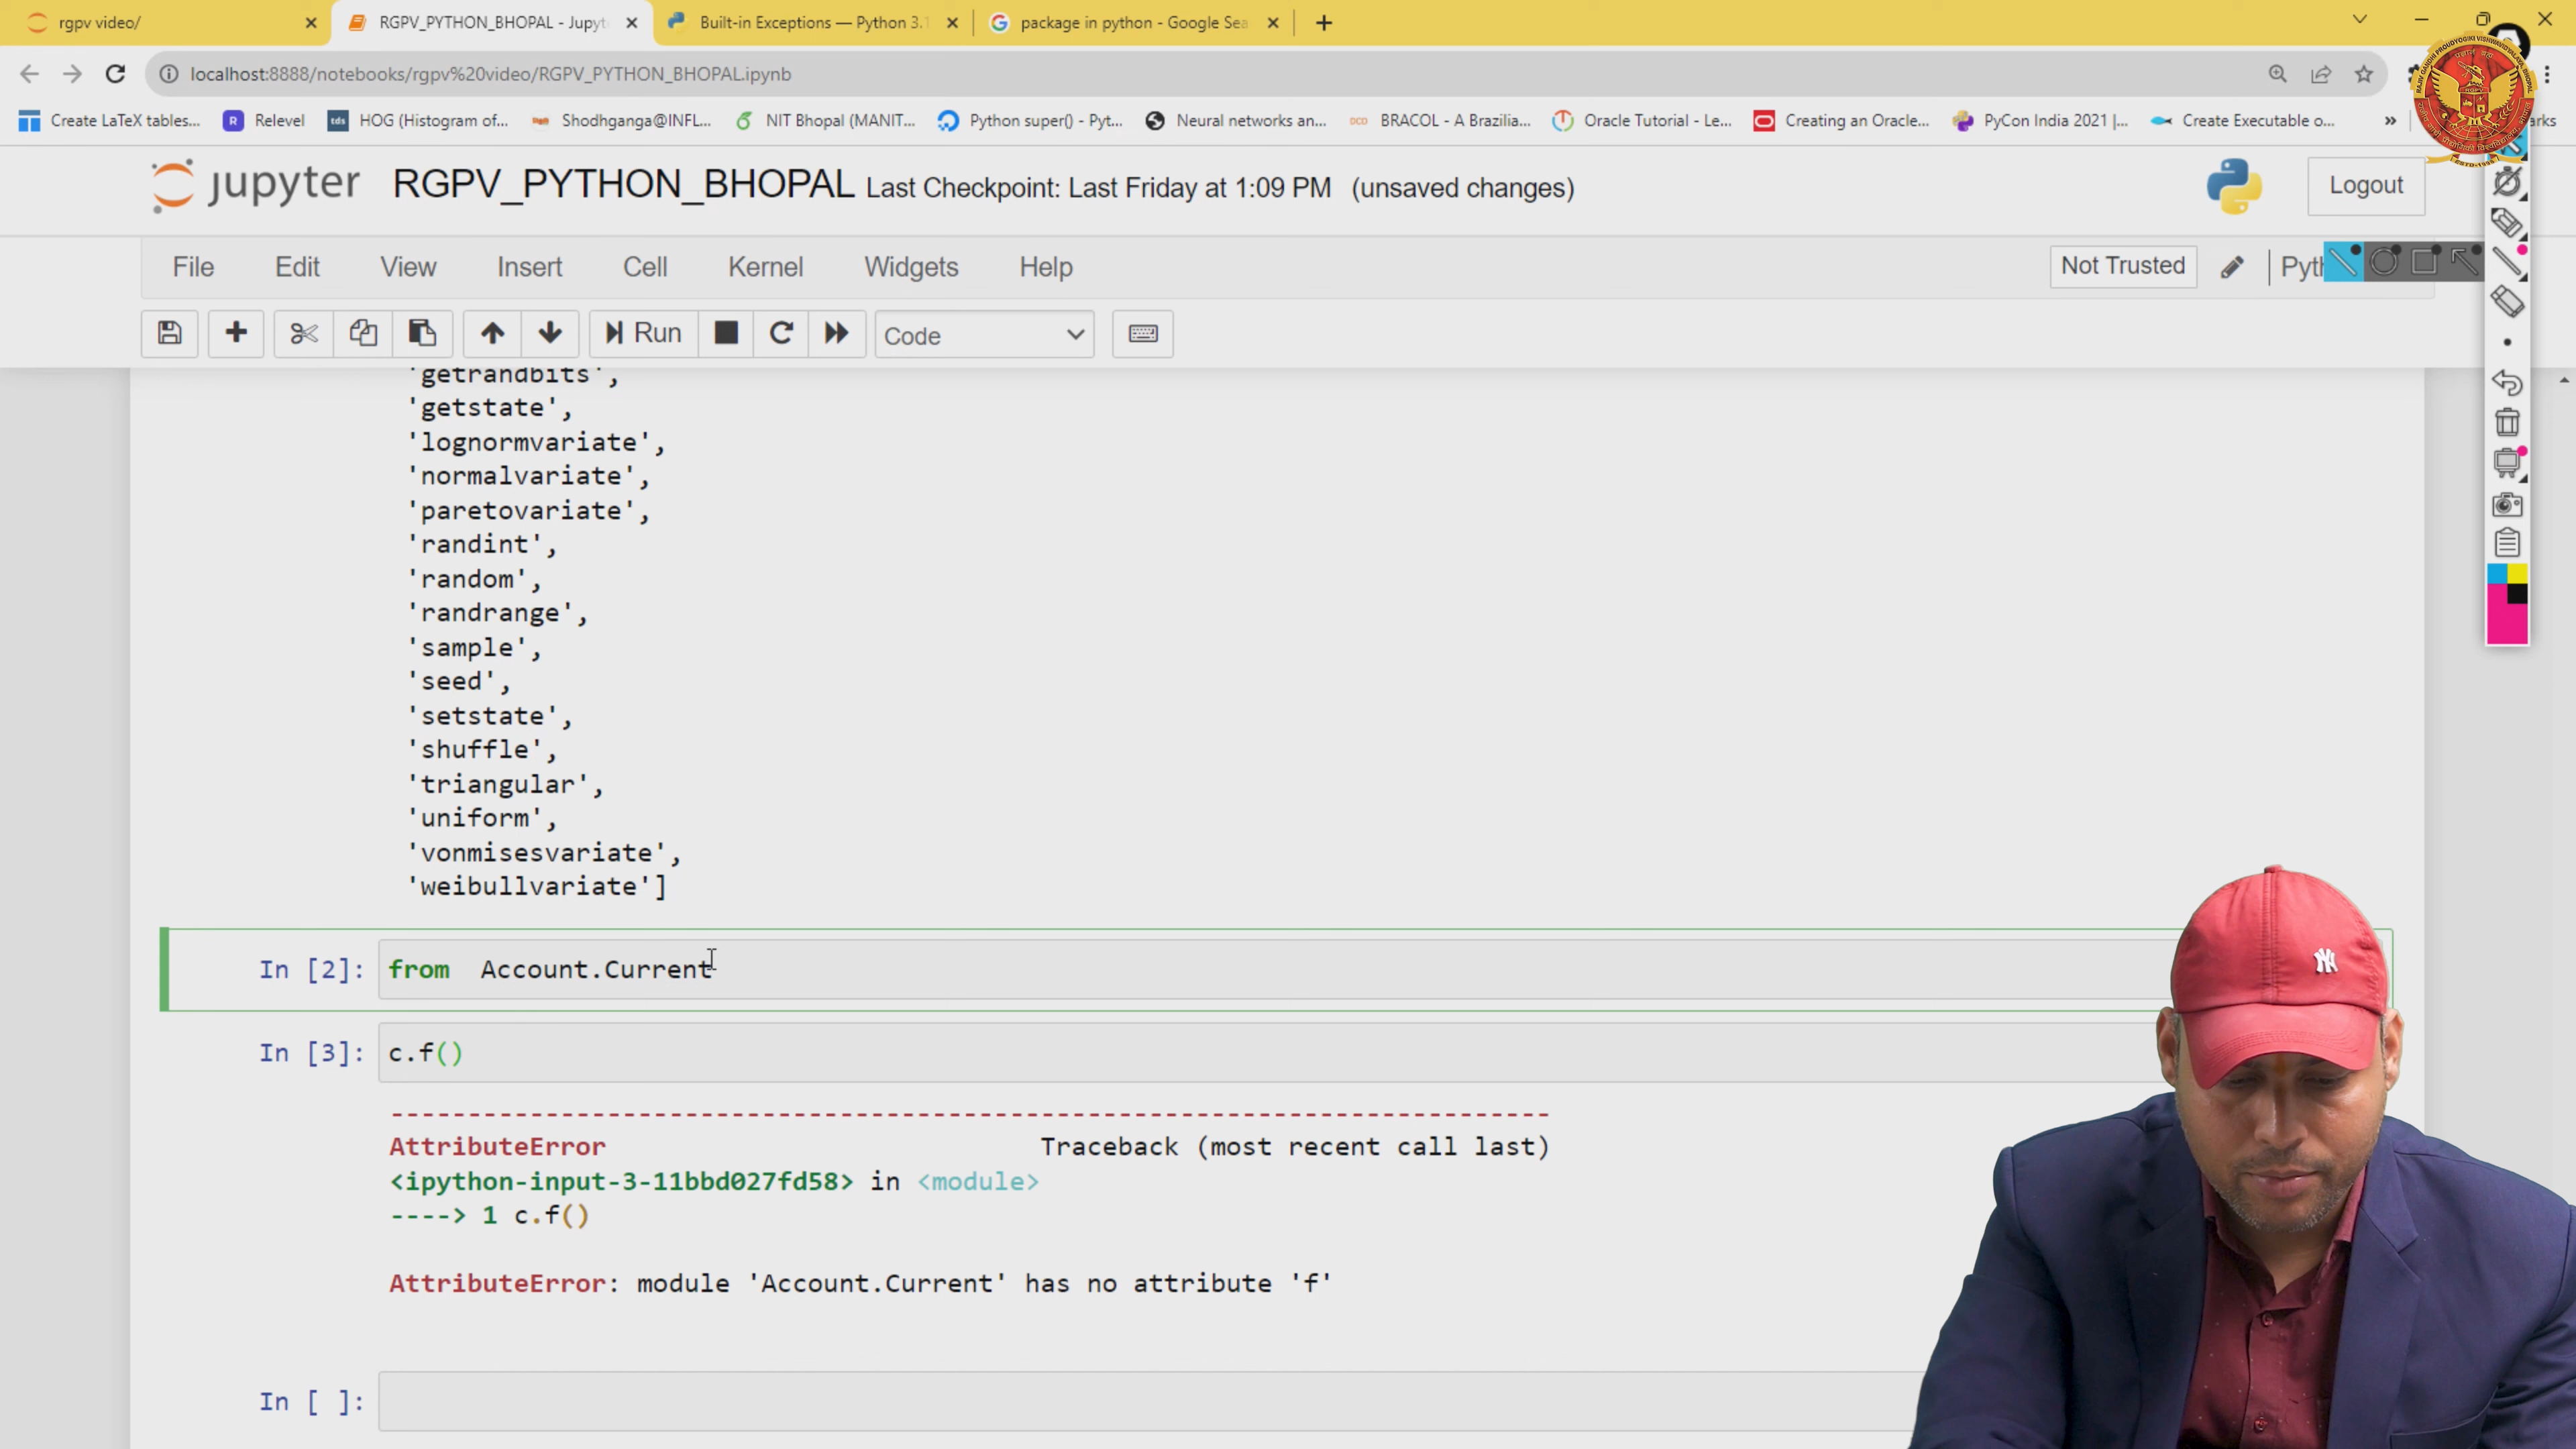 rgpv video/
RGPV_PYTHON_BHOPAL - Jupyt
Built-in Exceptions — Python 3.1
package in python - Google Sea
localhost:8888/notebooks/rgpv%20video/RGPV_PYTHON_BHOPAL.ipynb
Create LaTeX tables...
R Relevel
tds HOG (Histogram of...
Shodhganga@INFL...
NIT Bhopal (MANIT...
Python super() - Pyt...
Neural networks an...
DCO BRACOL - A Brazilia...
Oracle Tutorial - Le...
Creating an Oracle...
PyCon India 2021 |...
Create Executable o...
»
arks
jupyter RGPV_PYTHON_BHOPAL Last Checkpoint: Last Friday at 1:09 PM (unsaved changes)
Logout
File Edit View Insert Cell Kernel Widgets Help
Not Trusted
Pyth
Run
Code
'getrandbits',
'getstate',
'lognormvariate',
'normalvariate',
'paretovariate',
'randint',
'random',
'randrange',
'sample',
'seed',
'setstate',
'shuffle',
'triangular',
'uniform',
'vonmisesvariate',
'weibullvariate']
In [2]: from  Account.Current
In [3]: c.f()
---------------------------------------------------------------------------
AttributeError                            Traceback (most recent call last)
<ipython-input-3-11bbd027fd58> in <module>
----> 1 c.f()
AttributeError: module 'Account.Current' has no attribute 'f'
In [ ]: